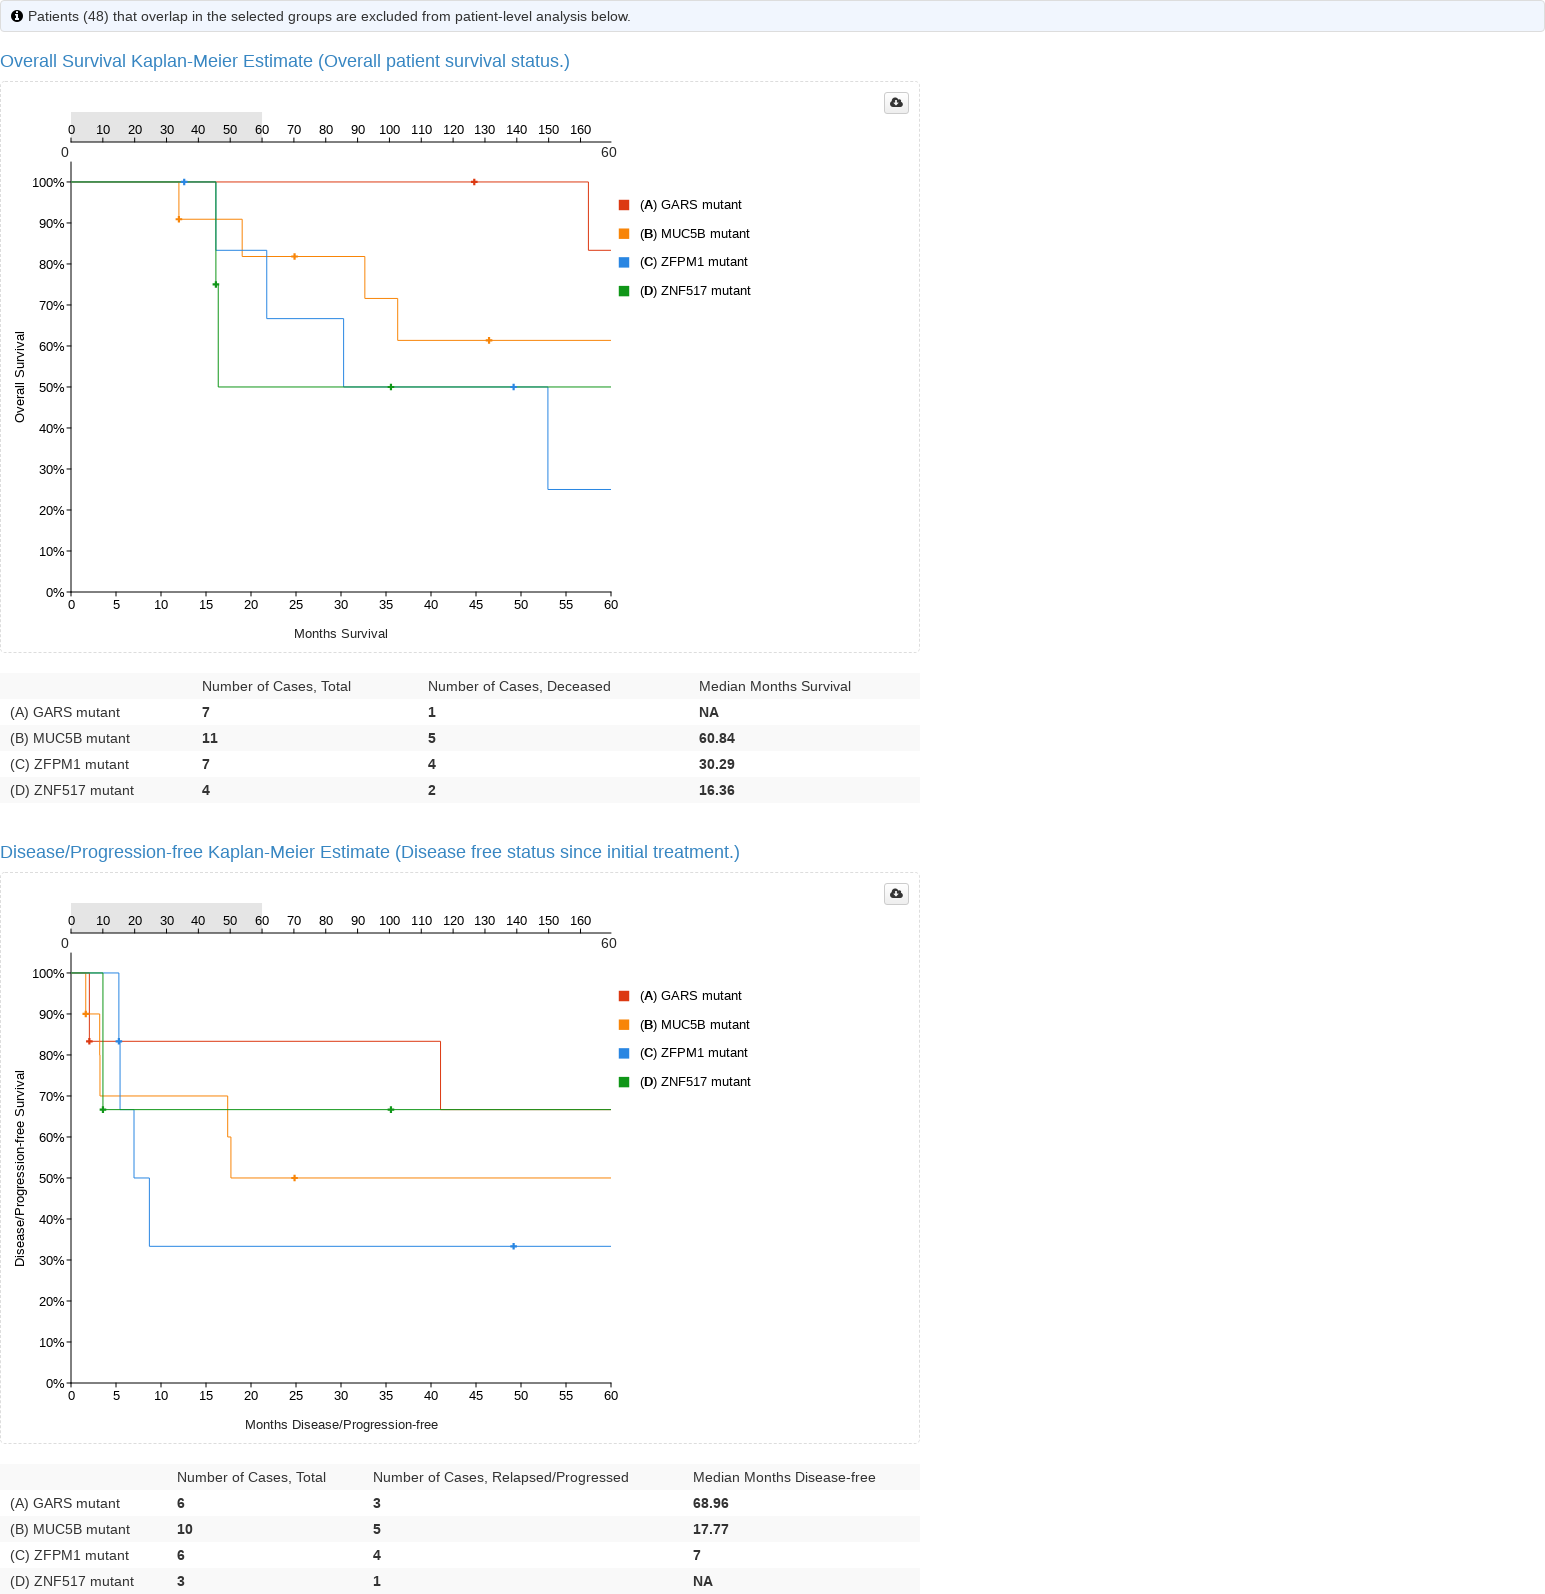 Patients (48) that overlap in the selected groups are excluded from patient-level analysis below.
Overall Survival Kaplan-Meier Estimate (Overall patient survival status.)
0 10 20 30 40 50 60 70 80 90 100 110 120 130 140 150 160
0 60
100%
90%
80%
70%
60%
50%
40%
30%
20%
10%
0%
Overall Survival
(A) GARS mutant
(B) MUC5B mutant
(C) ZFPM1 mutant
(D) ZNF517 mutant
0 5 10 15 20 25 30 35 40 45 50 55 60
Months Survival
Number of Cases, Total Number of Cases, Deceased Median Months Survival
(A) GARS mutant 7 1 NA
(B) MUC5B mutant 11 5 60.84
(C) ZFPM1 mutant 7 4 30.29
(D) ZNF517 mutant 4 2 16.36
Disease/Progression-free Kaplan-Meier Estimate (Disease free status since initial treatment.)
0 10 20 30 40 50 60 70 80 90 100 110 120 130 140 150 160
0 60
100%
90%
80%
70%
60%
50%
40%
30%
20%
10%
0%
Disease/Progression-free Survival
(A) GARS mutant
(B) MUC5B mutant
(C) ZFPM1 mutant
(D) ZNF517 mutant
0 5 10 15 20 25 30 35 40 45 50 55 60
Months Disease/Progression-free
Number of Cases, Total Number of Cases, Relapsed/Progressed Median Months Disease-free
(A) GARS mutant 6 3 68.96
(B) MUC5B mutant 10 5 17.77
(C) ZFPM1 mutant 6 4 7
(D) ZNF517 mutant 3 1 NA